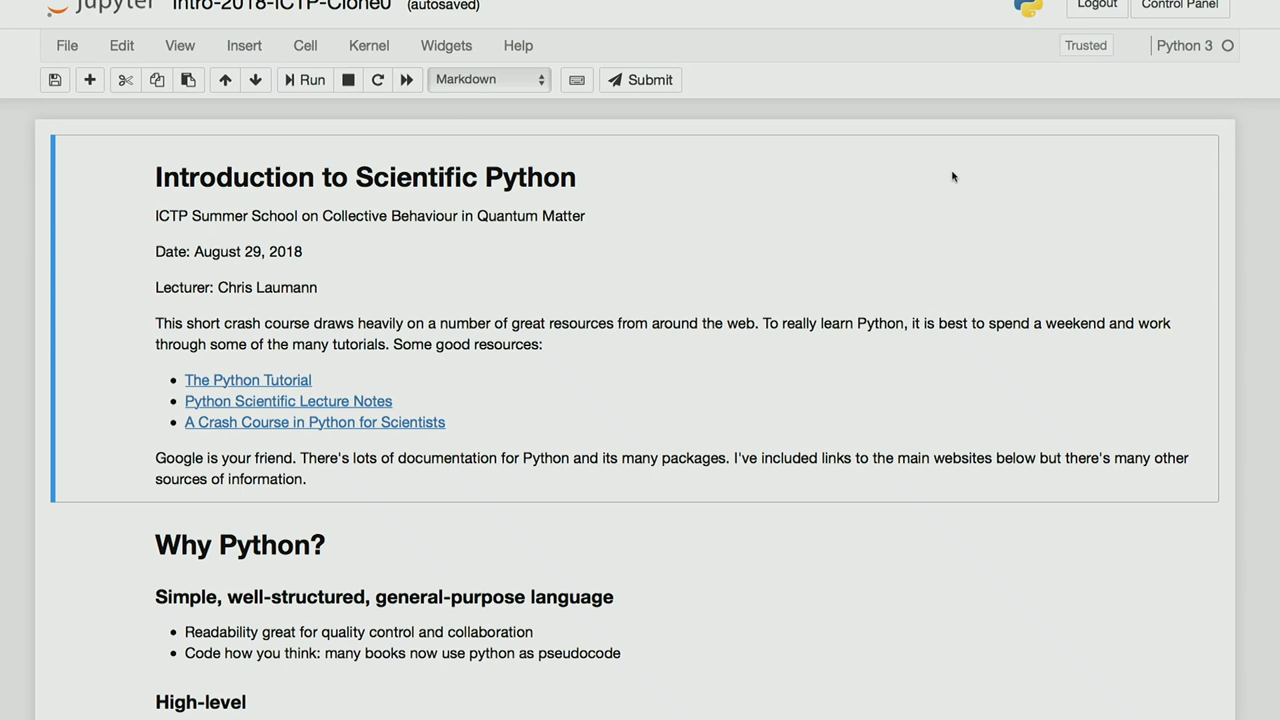 jupyter Intro-2018-ICTP-Clone0 (autosaved) Logout Control Panel
File Edit View Insert Cell Kernel Widgets Help Trusted Python 3
Run Markdown Submit
Introduction to Scientific Python
ICTP Summer School on Collective Behaviour in Quantum Matter
Date: August 29, 2018
Lecturer: Chris Laumann
This short crash course draws heavily on a number of great resources from around the web. To really learn Python, it is best to spend a weekend and work
through some of the many tutorials. Some good resources:
• The Python Tutorial
• Python Scientific Lecture Notes
• A Crash Course in Python for Scientists
Google is your friend. There's lots of documentation for Python and its many packages. I've included links to the main websites below but there's many other
sources of information.
Why Python?
Simple, well-structured, general-purpose language
• Readability great for quality control and collaboration
• Code how you think: many books now use python as pseudocode
High-level